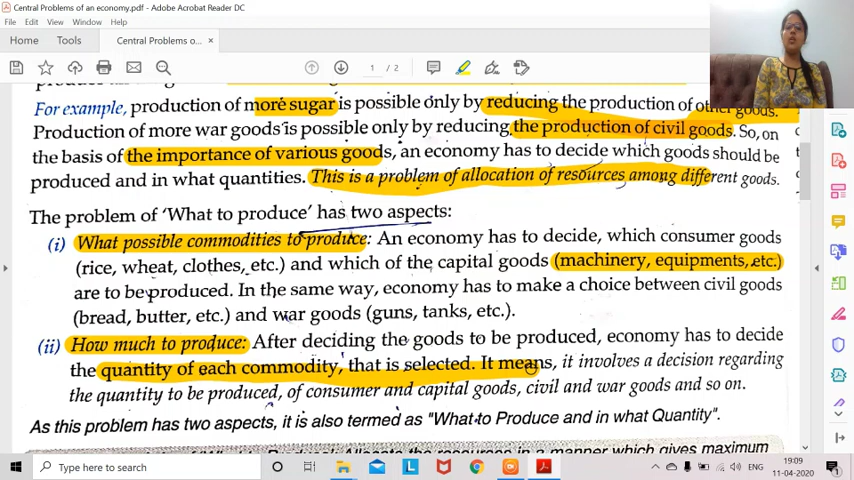 Central Problems of an economy.pdf - Adobe Acrobat Reader DC
File Edit View Window Help
Home Tools Central Problems o... ×
1 / 2
For example, production of more sugar is possible only by reducing the production of other goods.
Production of more war goods is possible only by reducing the production of civil goods. So, on
the basis of the importance of various goods, an economy has to decide which goods should be
produced and in what quantities. This is a problem of allocation of resources among different goods.
The problem of 'What to produce' has two aspects:
(i) What possible commodities to produce: An economy has to decide, which consumer goods
(rice, wheat, clothes, etc.) and which of the capital goods (machinery, equipments, etc.)
are to be produced. In the same way, economy has to make a choice between civil goods
(bread, butter, etc.) and war goods (guns, tanks, etc.).
(ii) How much to produce: After deciding the goods to be produced, economy has to decide
the quantity of each commodity, that is selected. It means, it involves a decision regarding
the quantity to be produced, of consumer and capital goods, civil and war goods and so on.
As this problem has two aspects, it is also termed as "What to Produce and in what Quantity".
in a manner which gives maximum
Type here to search
ENG
19:09
11-04-2020